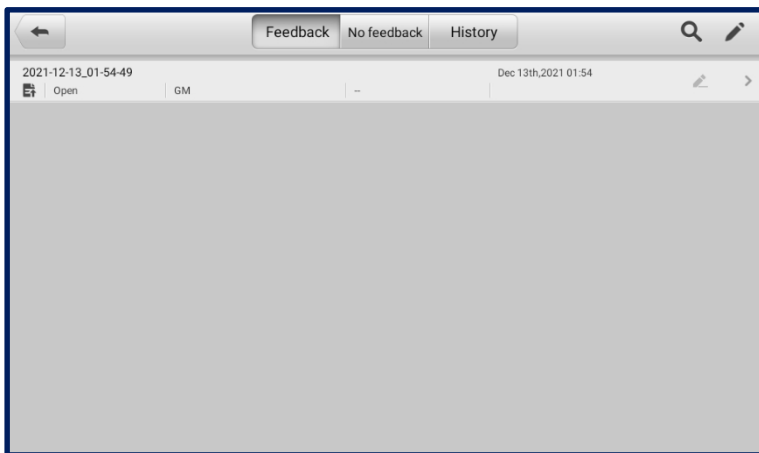 Feedback No feedback History
2021-12-13_01-54-49 Dec 13th,2021 01:54
Open GM --